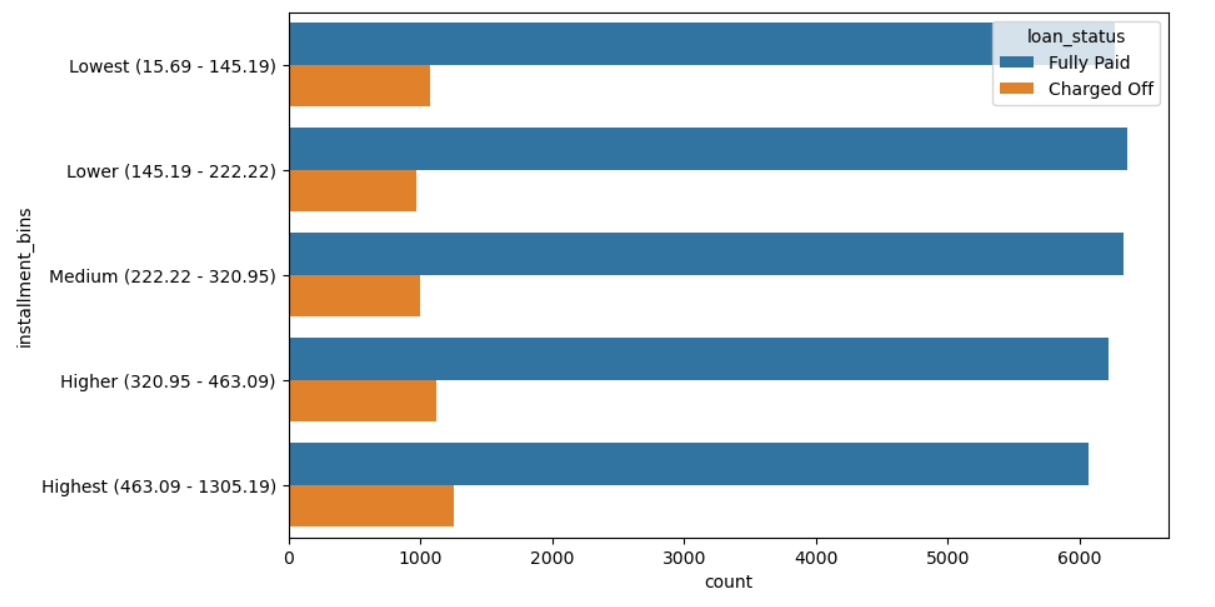 loan_status
Fully Paid
Charged Off
installment_bins
Lowest (15.69 - 145.19)
Lower (145.19 - 222.22)
Medium (222.22 - 320.95)
Higher (320.95 - 463.09)
Highest (463.09 - 1305.19)
0 1000 2000 3000 4000 5000 6000
count